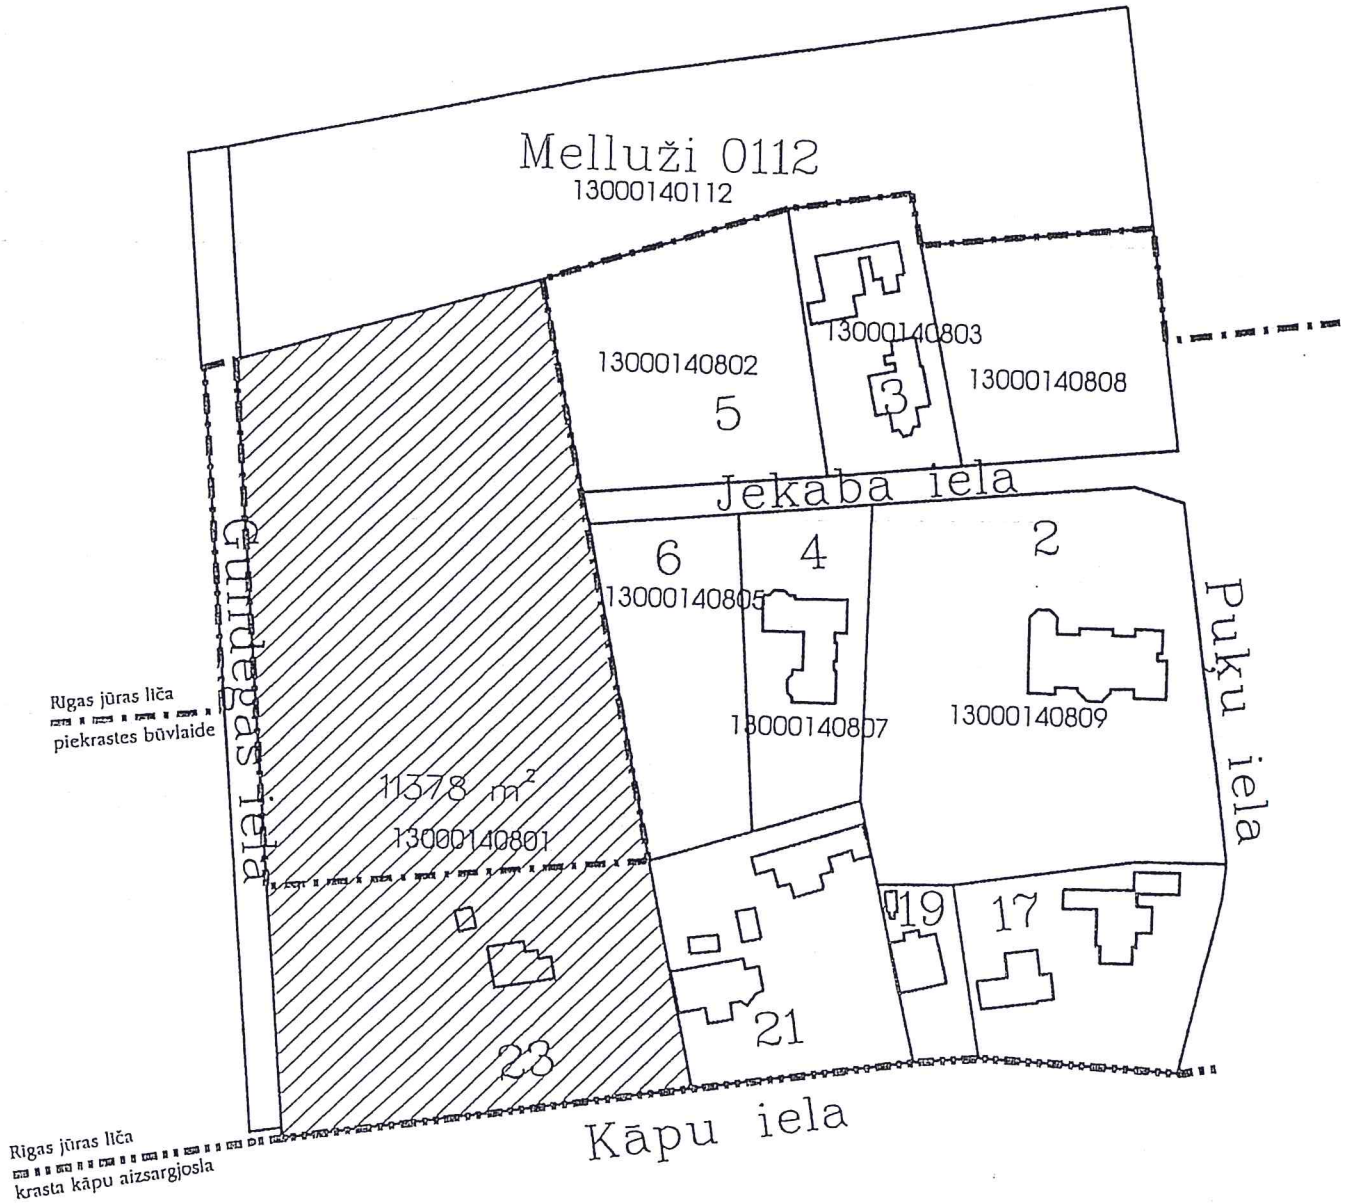 Melluži 0112
13000140112
13000140803
13000140802
13000140808
5
3
Jekaba iela
6
4
2
13000140805
Gundegas iela
Puķu iela
Rīgas jūras līča
piekrastes būvlaide
13000140807
13000140809
11378 m²
13000140801
19
17
21
23
Kāpu iela
Rīgas jūras līča
krasta kāpu aizsargjosla